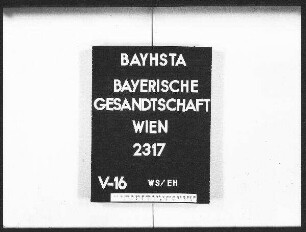 BAYHSTA
BAYERISCHE
GESANDTSCHAFT
WIEN
2317
V-16 WS/EH